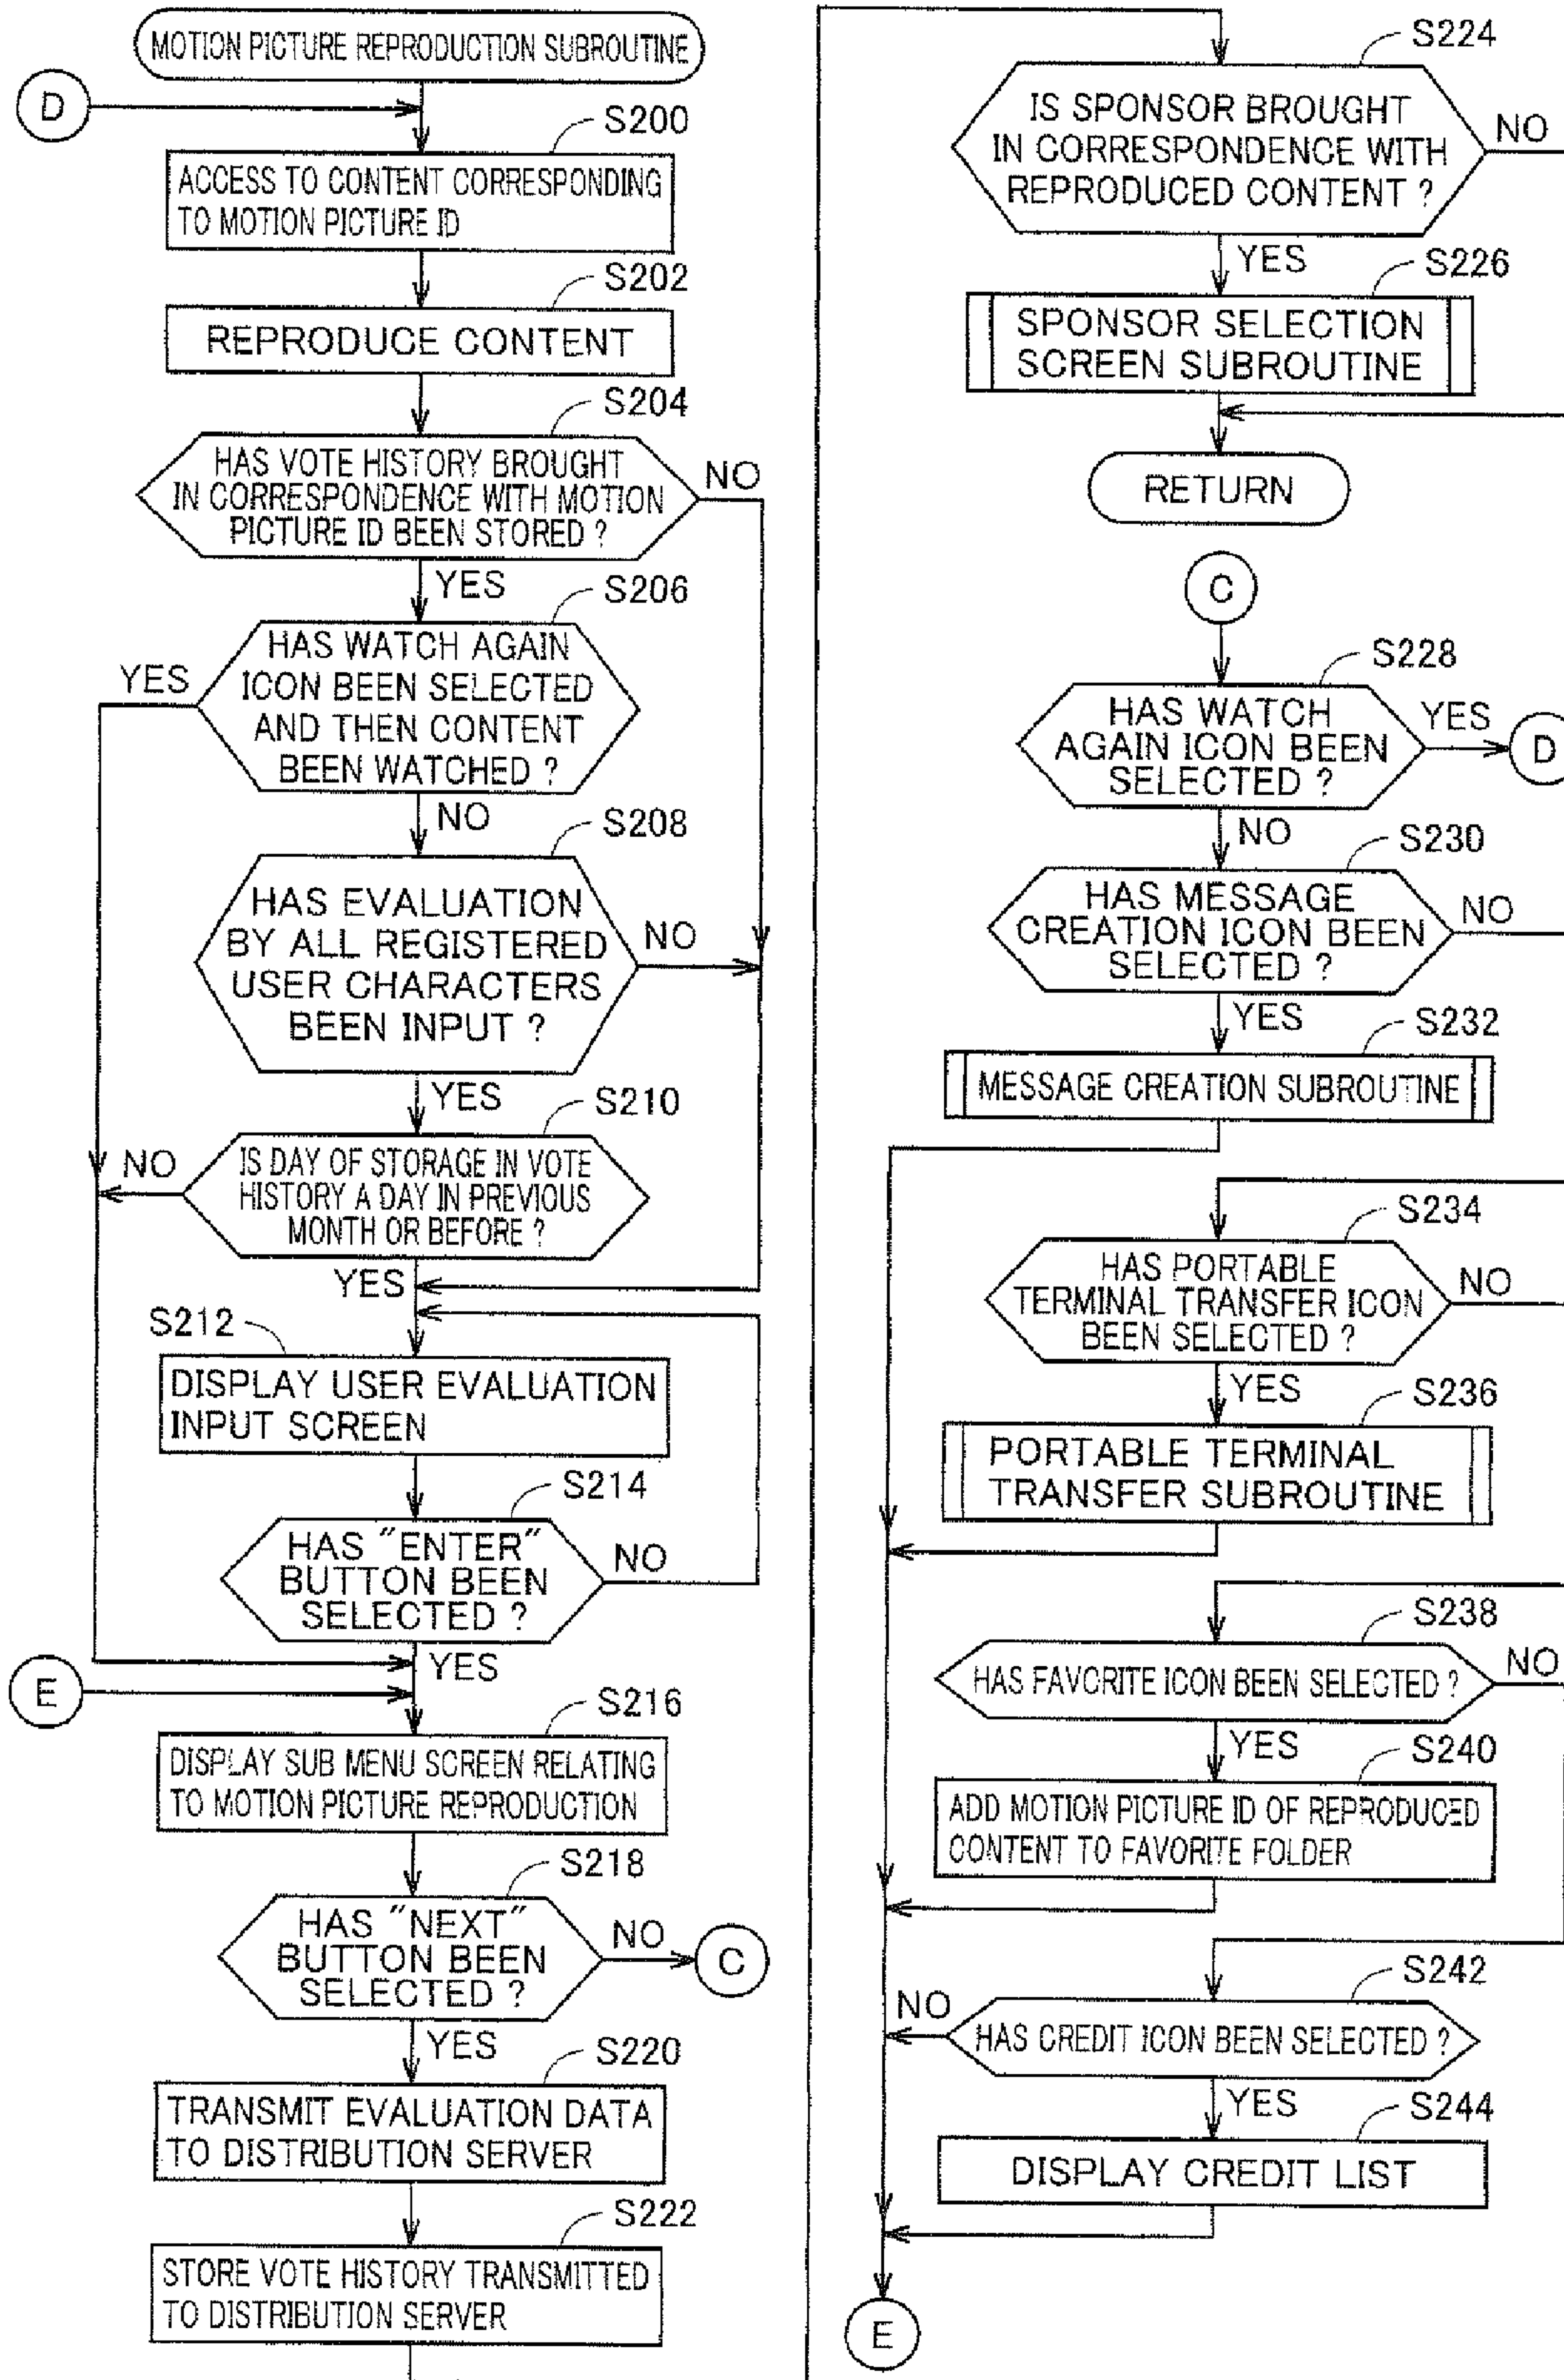 MOTION PICTURE REPRODUCTION SUBROUTINE
D
S200
ACCESS TO CONTENT CORRESPONDING
TO MOTION PICTURE ID
S202
REPRODUCE CONTENT
S204
HAS VOTE HISTORY BROUGHT
IN CORRESPONDENCE WITH MOTION
PICTURE ID BEEN STORED ?
NO
YES
S206
HAS WATCH AGAIN
ICON BEEN SELECTED
AND THEN CONTENT
BEEN WATCHED ?
YES
NO
S208
HAS EVALUATION
BY ALL REGISTERED
USER CHARACTERS
BEEN INPUT ?
NO
YES
S210
IS DAY OF STORAGE IN VOTE
HISTORY A DAY IN PREVIOUS
MONTH OR BEFORE ?
NO
YES
S212
DISPLAY USER EVALUATION
INPUT SCREEN
S214
HAS "ENTER"
BUTTON BEEN
SELECTED ?
NO
YES
E
S216
DISPLAY SUB MENU SCREEN RELATING
TO MOTION PICTURE REPRODUCTION
S218
HAS "NEXT"
BUTTON BEEN
SELECTED ?
NO
C
YES
S220
TRANSMIT EVALUATION DATA
TO DISTRIBUTION SERVER
S222
STORE VOTE HISTORY TRANSMITTED
TO DISTRIBUTION SERVER
S224
IS SPONSOR BROUGHT
IN CORRESPONDENCE WITH
REPRODUCED CONTENT ?
NO
YES
S226
SPONSOR SELECTION
SCREEN SUBROUTINE
RETURN
C
S228
HAS WATCH
AGAIN ICON BEEN
SELECTED ?
YES
D
NO
S230
HAS MESSAGE
CREATION ICON BEEN
SELECTED ?
NO
YES
S232
MESSAGE CREATION SUBROUTINE
S234
HAS PORTABLE
TERMINAL TRANSFER ICON
BEEN SELECTED ?
NO
YES
S236
PORTABLE TERMINAL
TRANSFER SUBROUTINE
S238
HAS FAVORITE ICON BEEN SELECTED ?
NO
YES
S240
ADD MOTION PICTURE ID OF REPRODUCED
CONTENT TO FAVORITE FOLDER
S242
HAS CREDIT ICON BEEN SELECTED ?
NO
YES
S244
DISPLAY CREDIT LIST
E